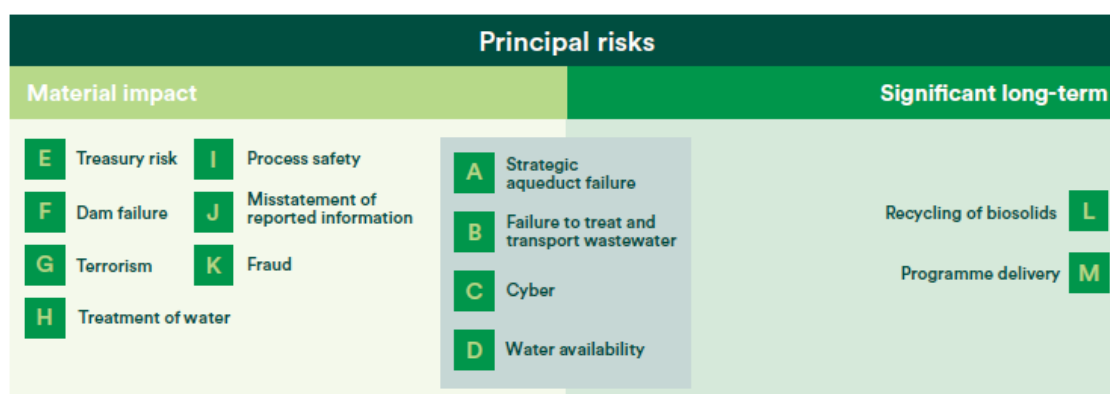 Principal risks
Material impact
Significant long-term
E Treasury risk
F Dam failure
G Terrorism
H Treatment of water
I Process safety
J Misstatement of
reported information
K Fraud
A Strategic
aqueduct failure
B Failure to treat and
transport wastewater
C Cyber
D Water availability
Recycling of biosolids L
Programme delivery M